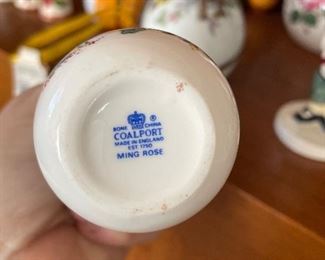 ®
BONE CHINA
COALPORT
MADE IN ENGLAND
EST. 1750
MING ROSE